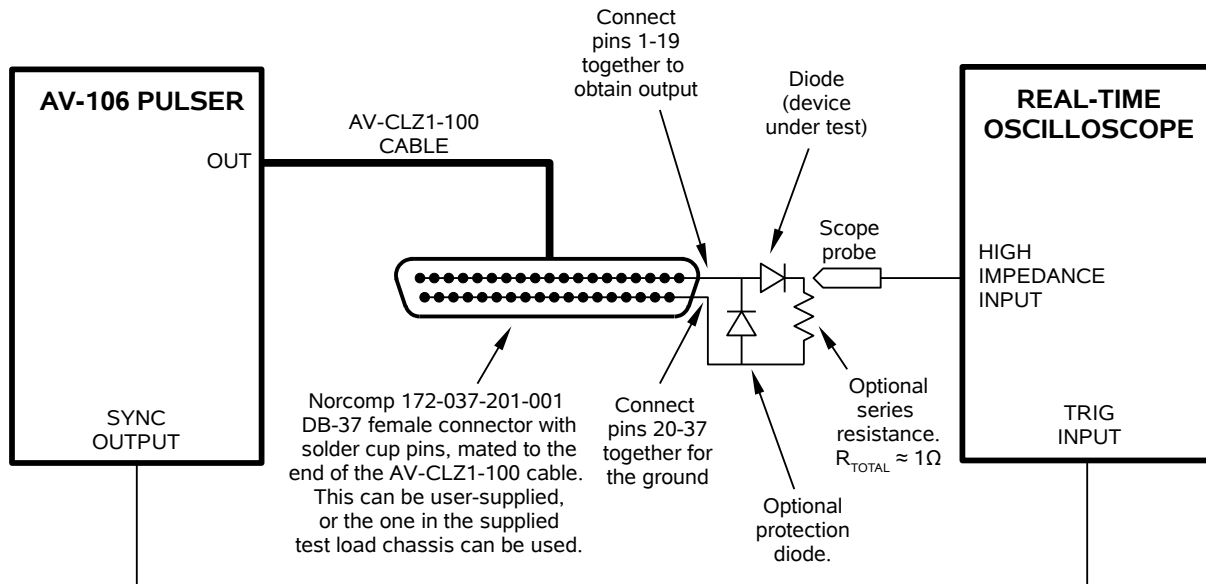 Connect
pins 1-19
together to
obtain output
Diode
(device
under test)
AV-106 PULSER
REAL-TIME
OSCILLOSCOPE
AV-CLZ1-100
CABLE
OUT
Scope
probe
HIGH
IMPEDANCE
INPUT
Norcomp 172-037-201-001
DB-37 female connector with
solder cup pins, mated to the
end of the AV-CLZ1-100 cable.
This can be user-supplied,
or the one in the supplied
test load chassis can be used.
Connect
pins 20-37
together for
the ground
Optional
series
resistance.
RTOTAL ≈ 1Ω
Optional
protection
diode.
SYNC
OUTPUT
TRIG
INPUT